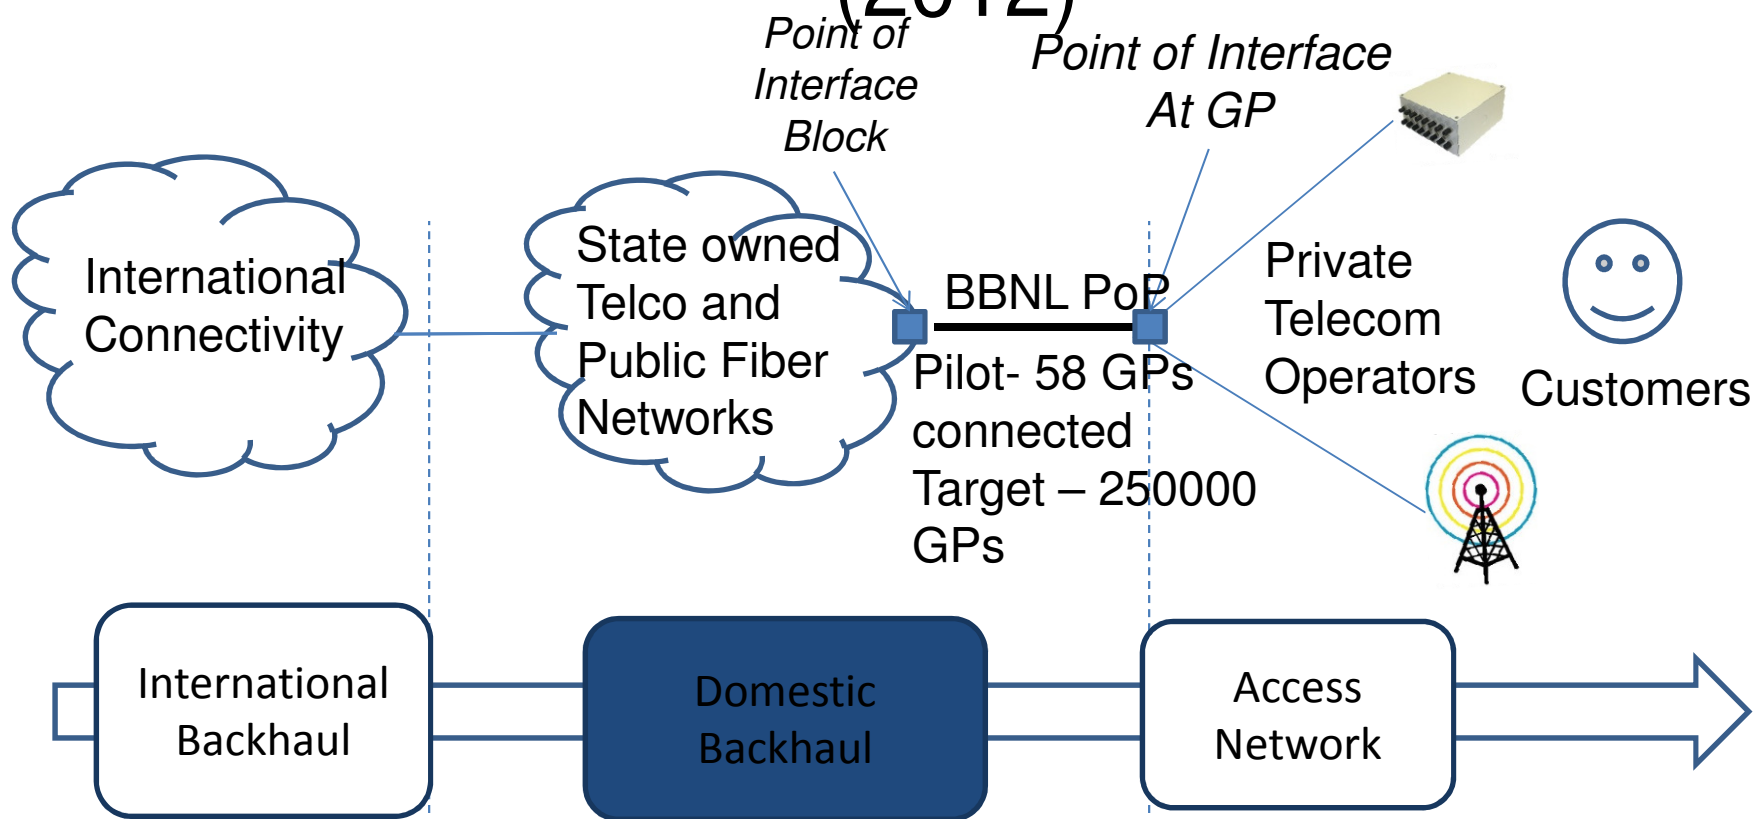 (2012)
Point of
Interface
Block
Point of Interface
At GP
International
Connectivity
State owned
Telco and
Public Fiber
Networks
BBNL PoP
Pilot- 58 GPs
connected
Target – 250000
GPs
Private
Telecom
Operators
Customers
International
Backhaul
Domestic
Backhaul
Access
Network